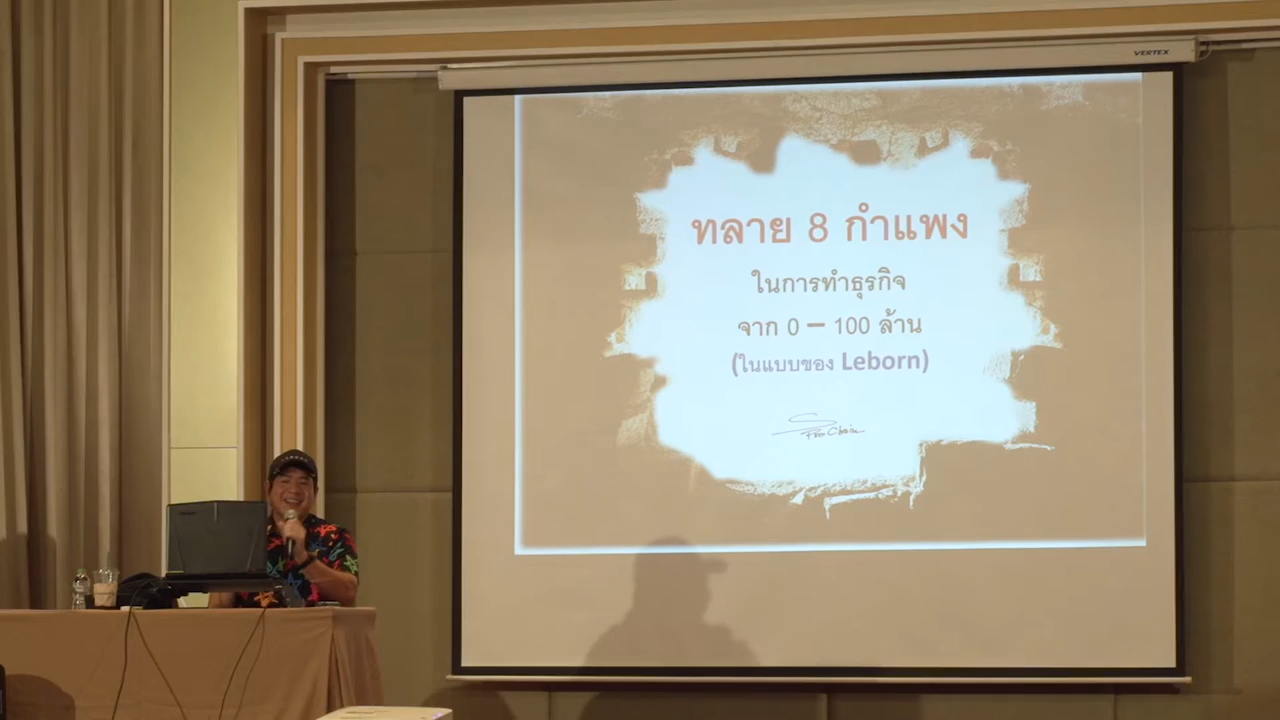 VERTEX
ทลาย 8 กำแพง
ในการทำธุรกิจ
จาก 0 – 100 ล้าน
(ในแบบของ Leborn)